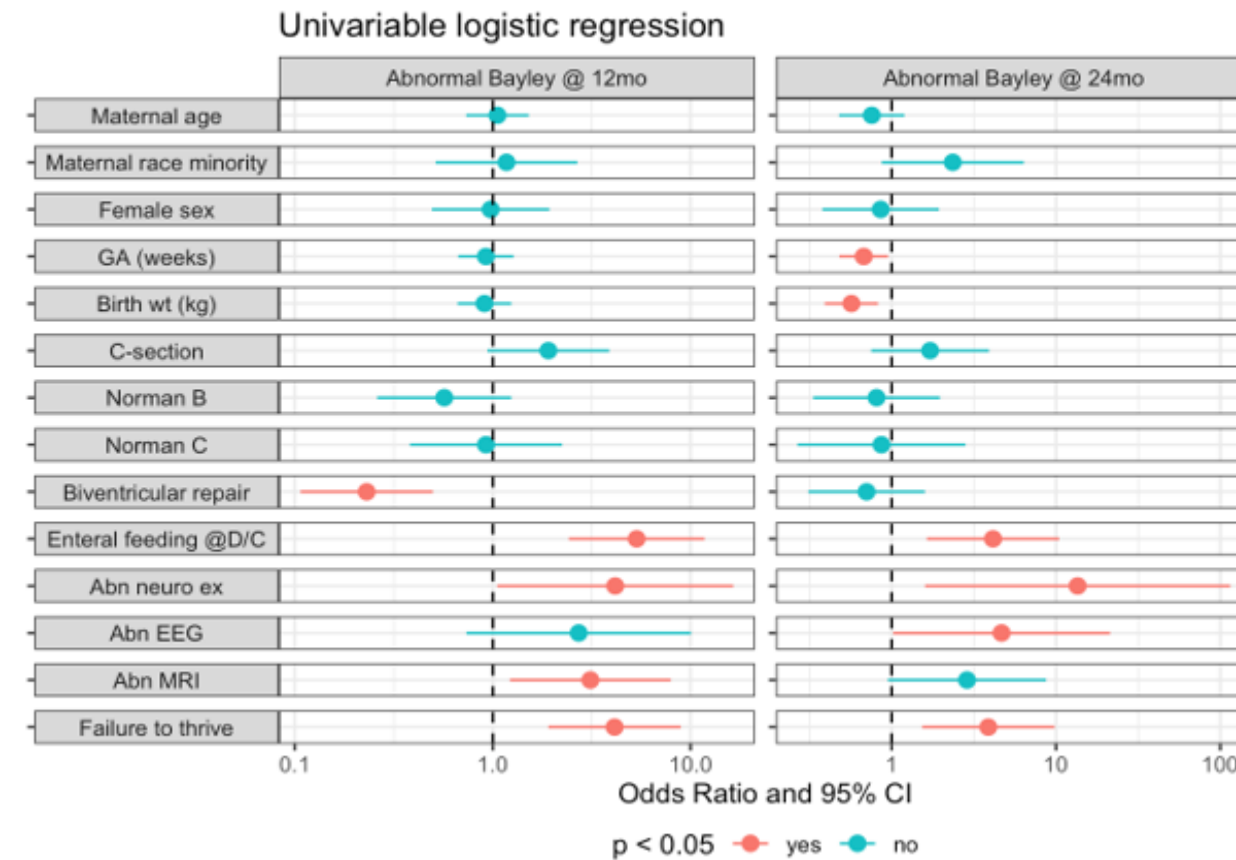 Univariable logistic regression
Abnormal Bayley @ 12mo Abnormal Bayley @ 24mo
Maternal age
Maternal race minority
Female sex
GA (weeks)
Birth wt (kg)
C-section
Norman B
Norman C
Biventricular repair
Enteral feeding @D/C
Abn neuro ex
Abn EEG
Abn MRI
Failure to thrive
0.1 1.0 10.0 1 10 100
Odds Ratio and 95% CI
p < 0.05 yes no